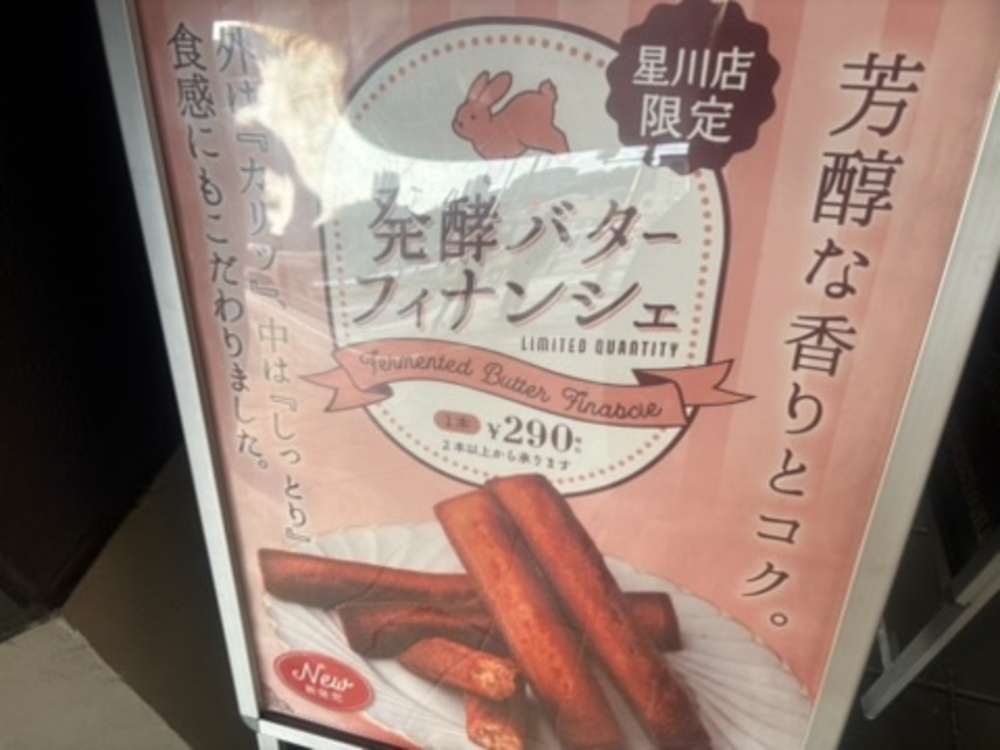 芳醇な香りとコク。
星川店
限定
発酵バター
フィナンシェ
LIMITED QUANTITY
Fermented Butter Finascie
1本 ¥290
2本以上から承ります
外は『カリッ』、中は『しっとり』
食感にもこだわりました。
New